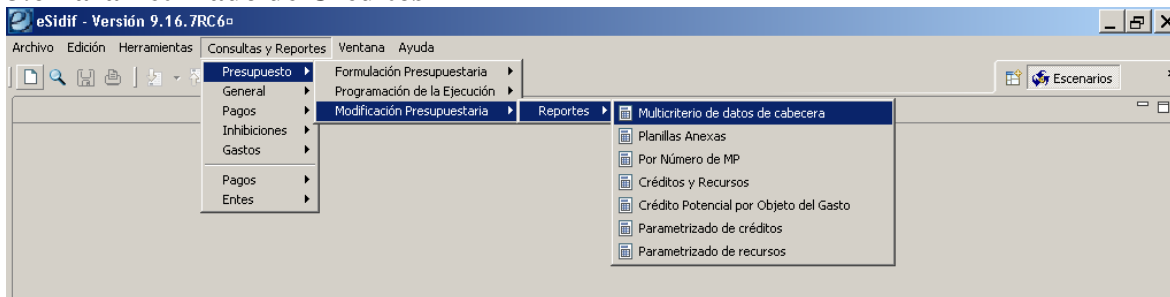 eSidif - Versión 9.16.7RC6
Archivo Edición Herramientas Consultas y Reportes Ventana Ayuda
Presupuesto
General
Pagos
Inhibiciones
Gastos
Pagos
Entes
Formulación Presupuestaria
Programación de la Ejecución
Modificación Presupuestaria
Reportes
Multicriterio de datos de cabecera
Planillas Anexas
Por Número de MP
Créditos y Recursos
Crédito Potencial por Objeto del Gasto
Parametrizado de créditos
Parametrizado de recursos
Escenarios